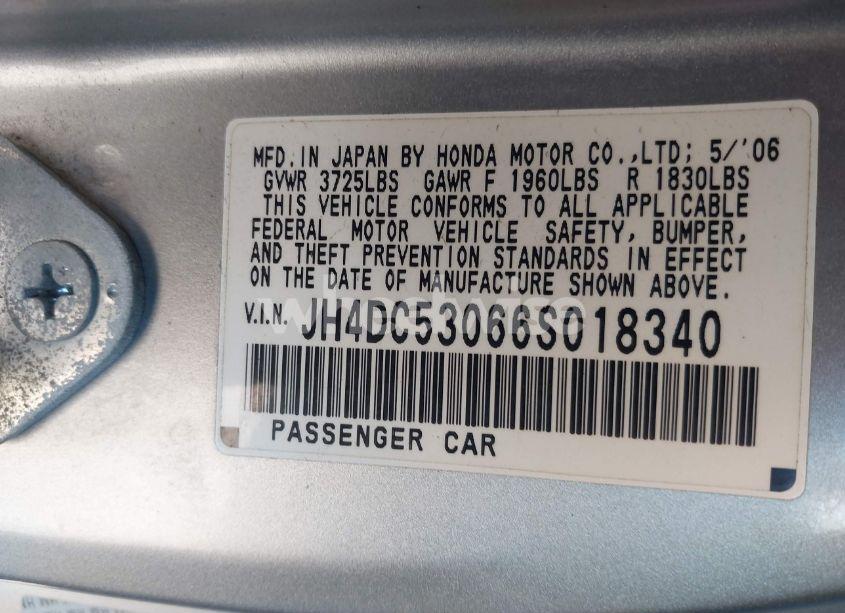 MFD. IN JAPAN BY HONDA MOTOR CO.,LTD; 5/'06
GVWR 3725LBS GAWR F 1960LBS R 1830LBS
THIS VEHICLE CONFORMS TO ALL APPLICABLE
FEDERAL MOTOR VEHICLE SAFETY, BUMPER,
AND THEFT PREVENTION STANDARDS IN EFFECT
ON THE DATE OF MANUFACTURE SHOWN ABOVE.
V.I.N. JH4DC53066S018340
PASSENGER CAR